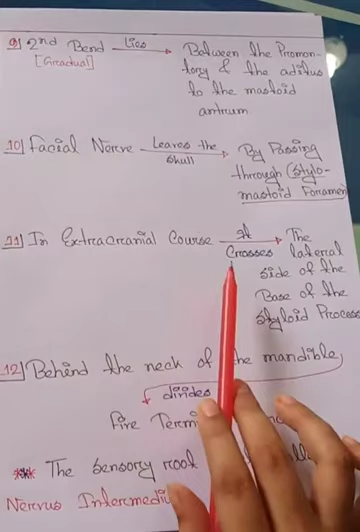 9) 2nd Bend Lies → Between the Promon-
[Gradual] tory & the aditus
to the mastoid
antrum
10) Facial Nerve Leaves the skull → By Passing
through (Stylo-
mastoid Foramen)
11) In Extracranial Course It Crosses → The
lateral
side of the
Base of the
Styloid Process
12) Behind the neck of the mandible,
divides
Five Term
*** The sensory root
Nervus Intermedi